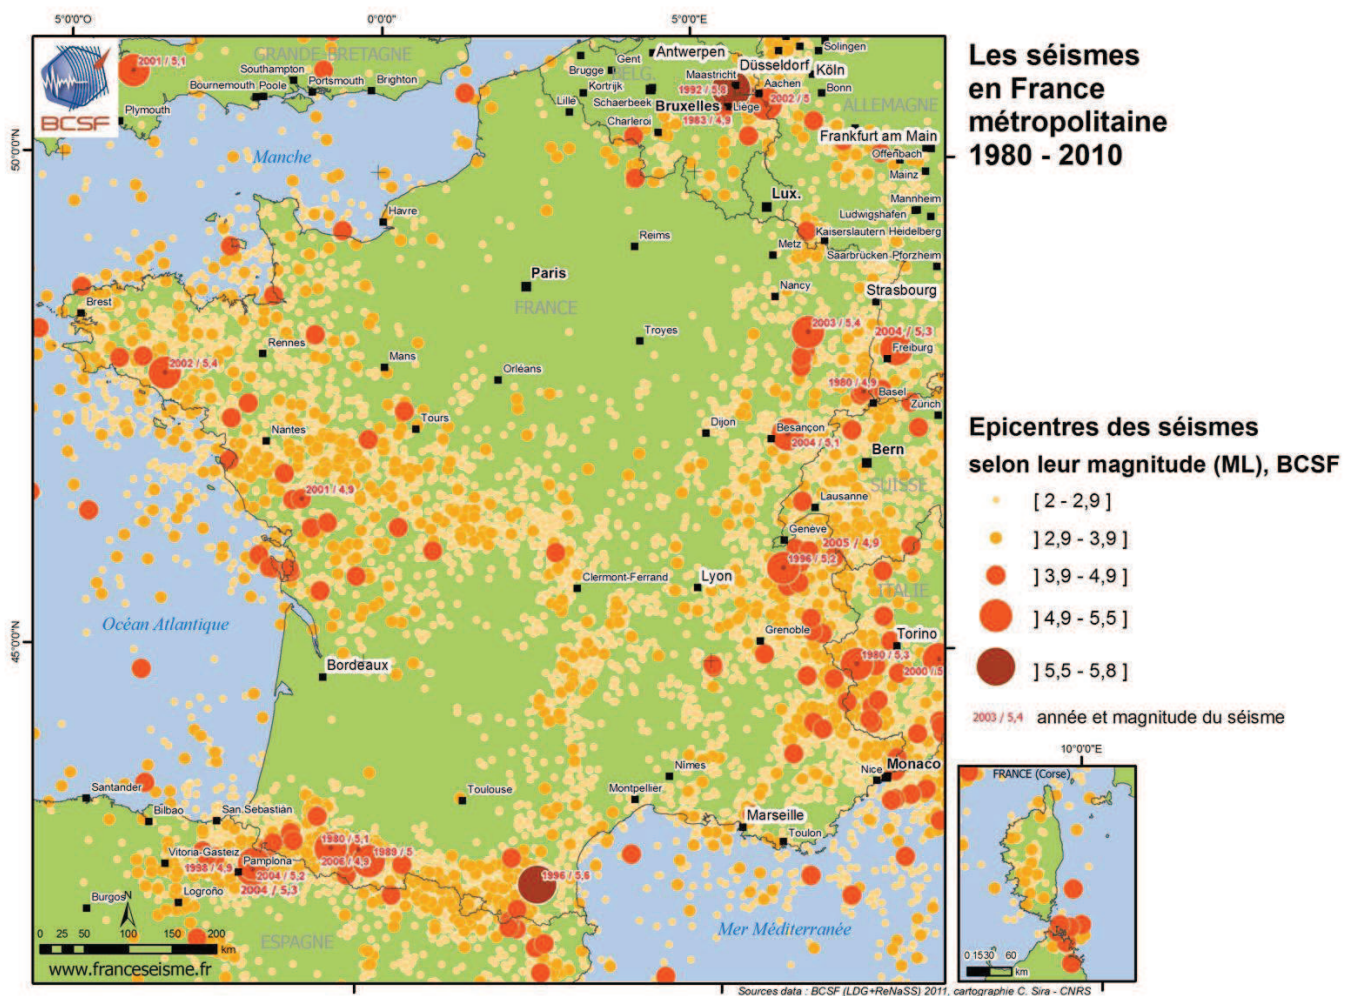 5°0'0"O
0°0'0"
5°0'0"E
50°0'0"N
45°0'0"N
BCSF
2001 / 5,1
GRANDE-BRETAGNE
Southampton
Bournemouth Poole
Portsmouth
Brighton
Plymouth
Manche
Antwerpen
Solingen
Gent
Düsseldorf
Brugge
BELG.
Maastricht
Köln
Kortrijk
1992 / 5,8
Aachen
Bonn
Schaerbeek
2002 / 5
Lille
Bruxelles
Liège
ALLEMAGNE
Charleroi
1983 / 4,9
Frankfurt am Main
Offenbach
Mainz
Lux.
Mannheim
Ludwigshafen
Havre
Kaiserslautern
Heidelberg
Reims
Metz
Saarbrücken
Pforzheim
Paris
Nancy
Strasbourg
FRANCE
Brest
Rennes
Troyes
2003 / 5,4
2004 / 5,3
Freiburg
2002 / 5,4
Mans
Orléans
1980 / 4,9
Basel
Zürich
Tours
Dijon
Besançon
2004 / 5,1
Nantes
Bern
SUISSE
2001 / 4,9
Lausanne
Genève
2005 / 4,9
1996 / 5,2
Clermont-Ferrand
Lyon
ITALIE
Océan Atlantique
Grenoble
Torino
1980 / 5,3
2000 / 5
Bordeaux
Nîmes
Nice
Monaco
Santander
Toulouse
Montpellier
Bilbao
San Sebastián
Marseille
Toulon
1980 / 5,1
1989 / 5
Vitoria-Gasteiz
Pamplona
2006 / 4,9
1998 / 4,9
2004 / 5,2
2004 / 5,3
1996 / 5,6
Logroño
Burgos
N
ESPAGNE
Mer Méditerranée
0 25 50 100 150 200
km
www.franceseisme.fr
Les séismes
en France
métropolitaine
1980 - 2010
Epicentres des séismes
selon leur magnitude (ML), BCSF
[ 2 - 2,9 ]
] 2,9 - 3,9 ]
] 3,9 - 4,9 ]
] 4,9 - 5,5 ]
] 5,5 - 5,8 ]
2003 / 5,4 année et magnitude du séisme
10°0'0"E
FRANCE (Corse)
0 1530 60
km
Sources data : BCSF (LDG+ReNaSS) 2011, cartographie C. Sira - CNRS